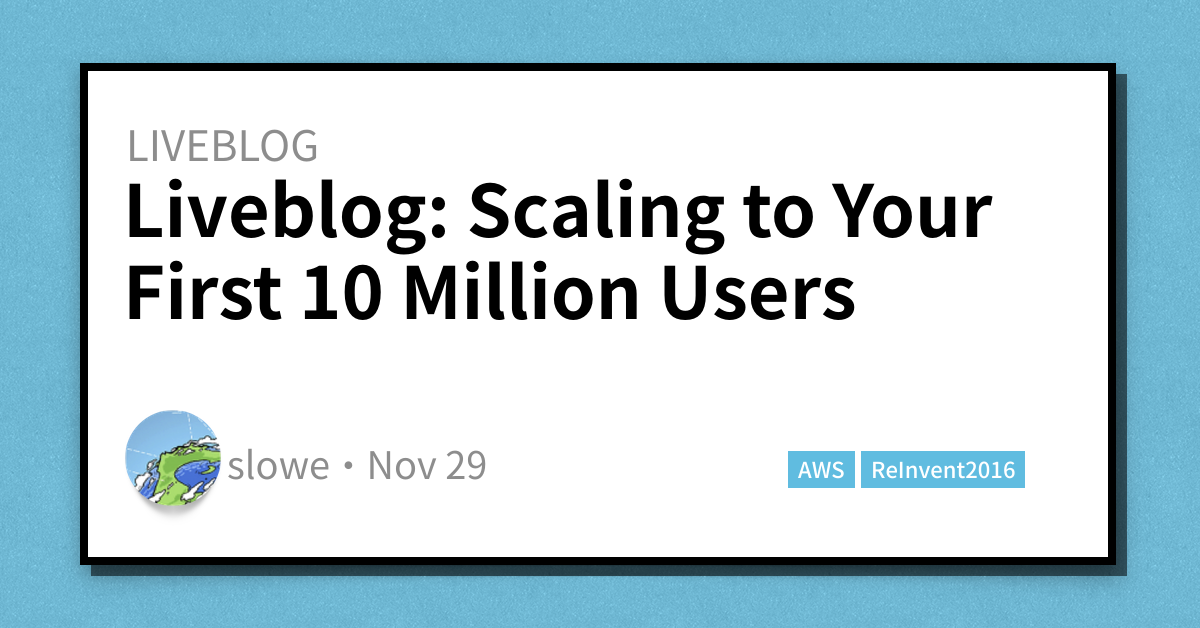 LIVEBLOG
Liveblog: Scaling to Your
First 10 Million Users
slowe • Nov 29
AWS
ReInvent2016